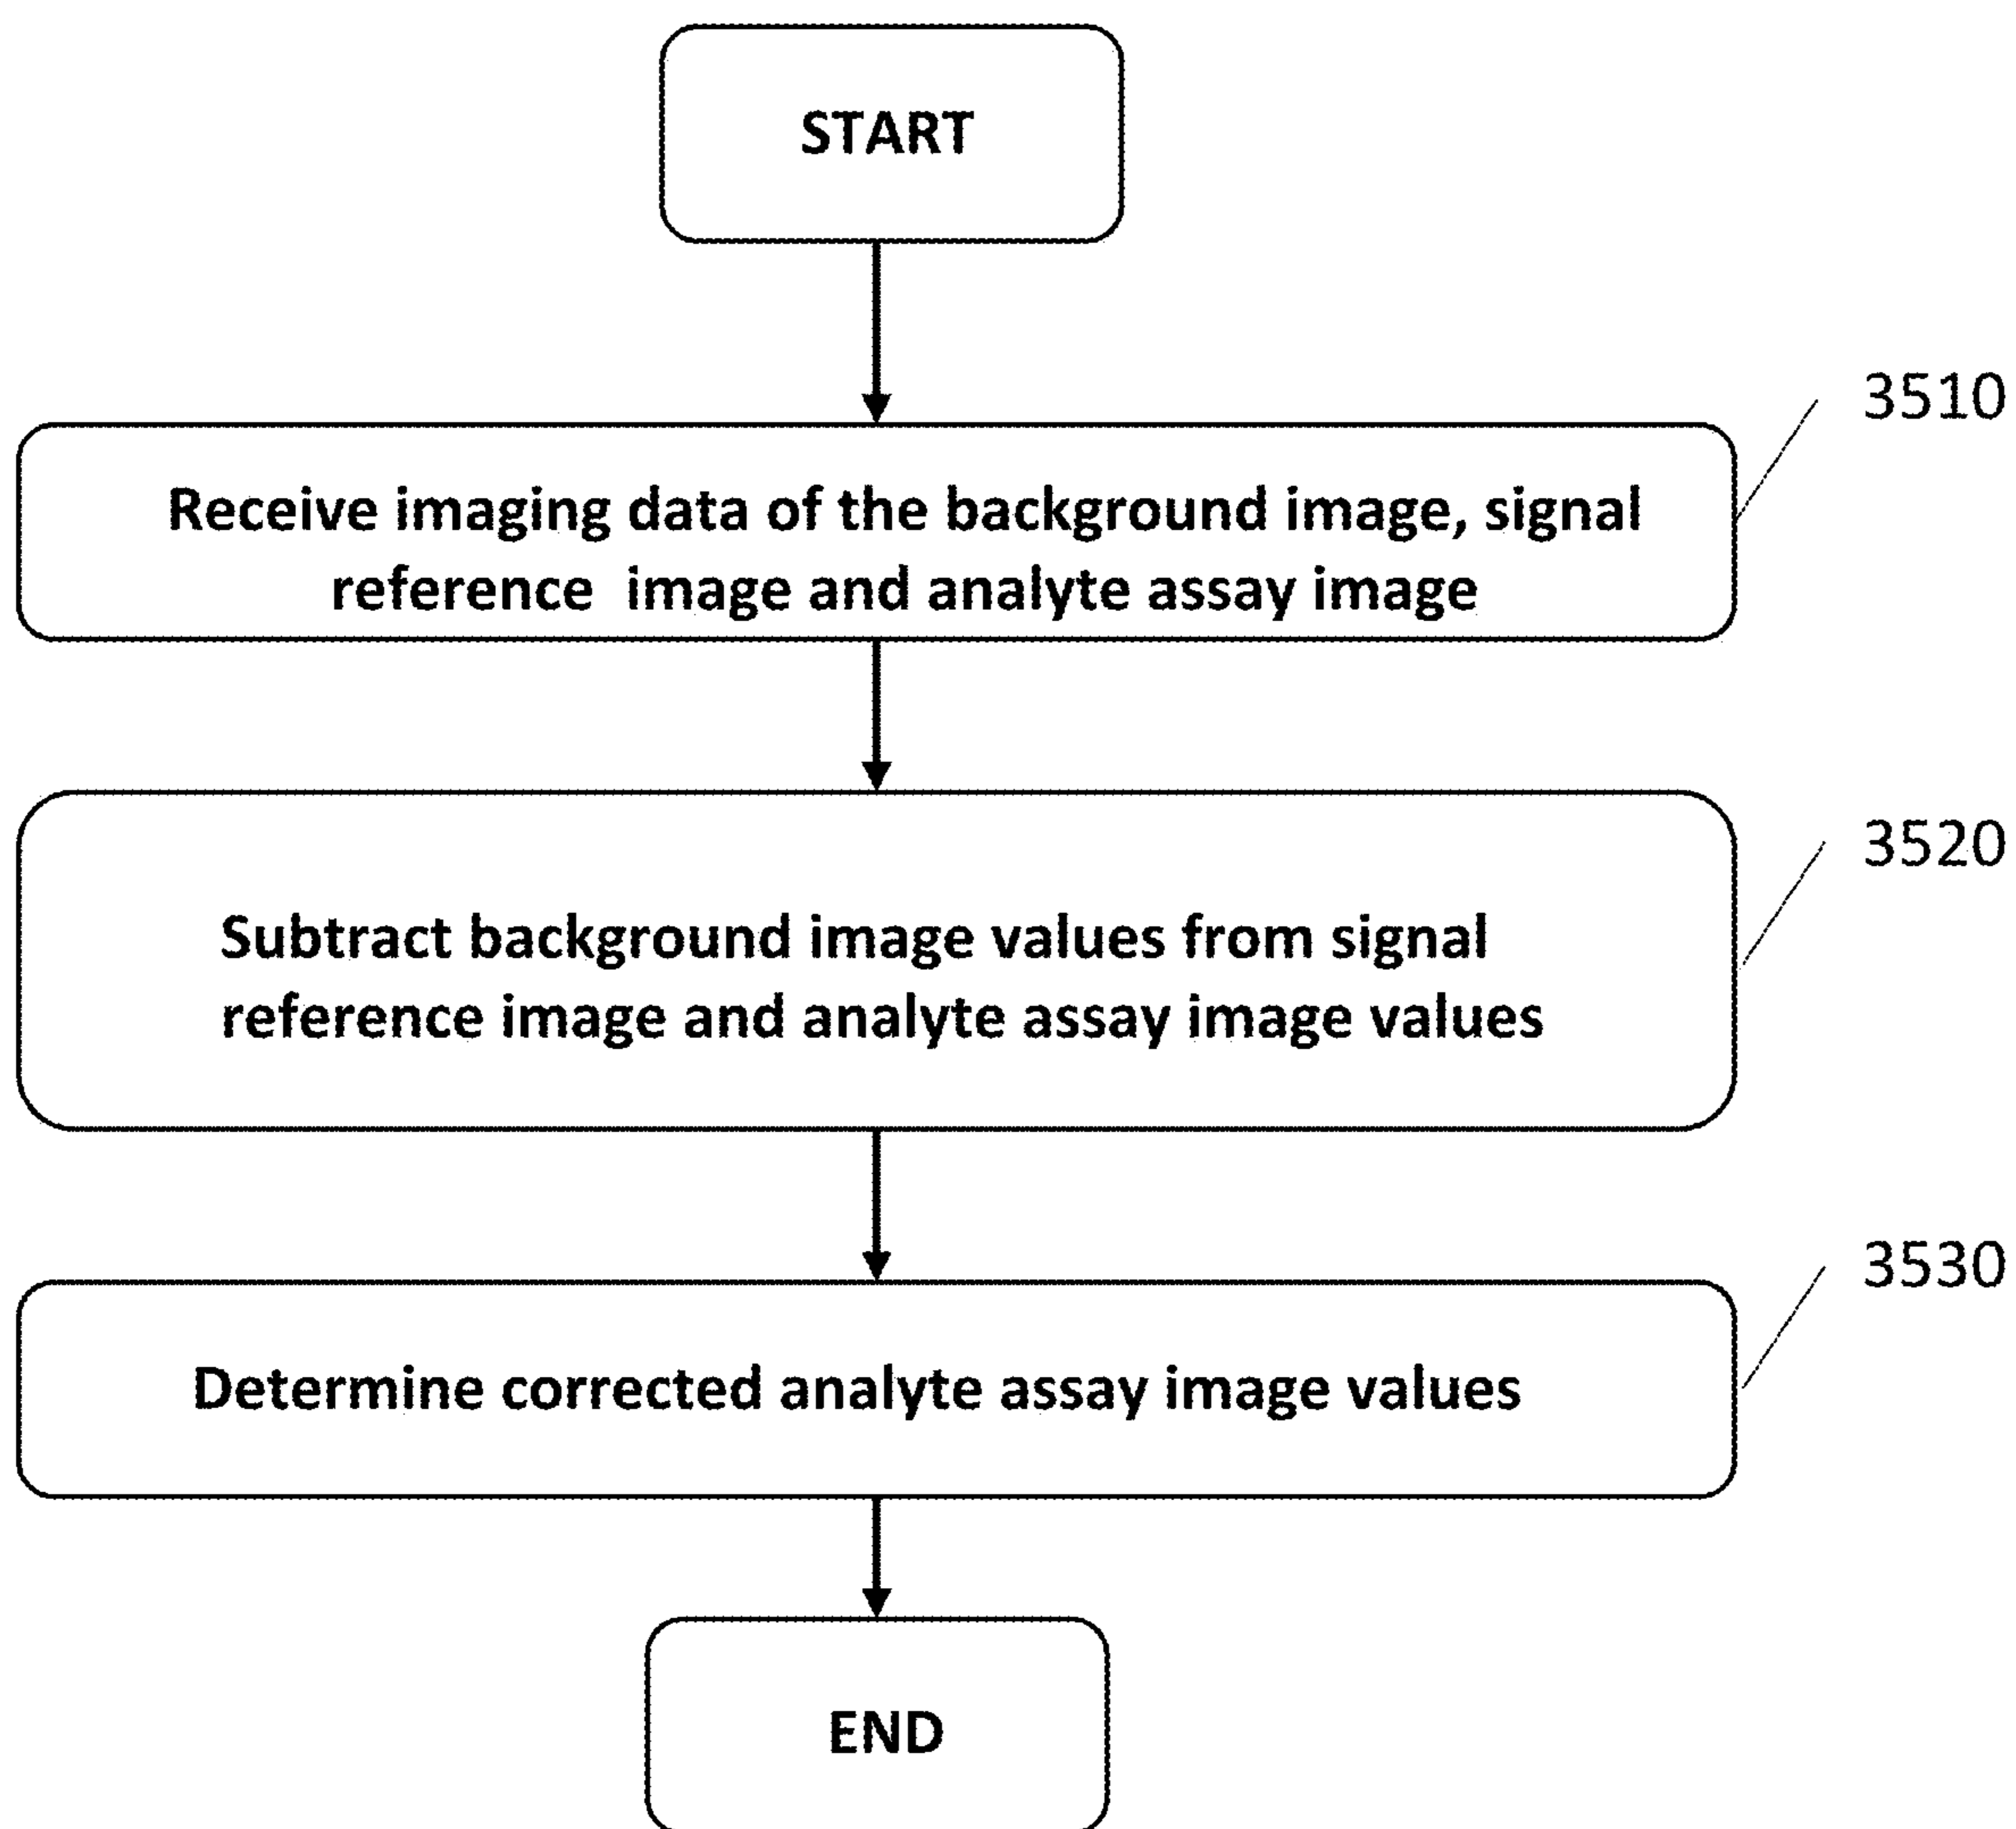 START
3510
Receive imaging data of the background image, signal
reference image and analyte assay image
3520
Subtract background image values from signal
reference image and analyte assay image values
3530
Determine corrected analyte assay image values
END